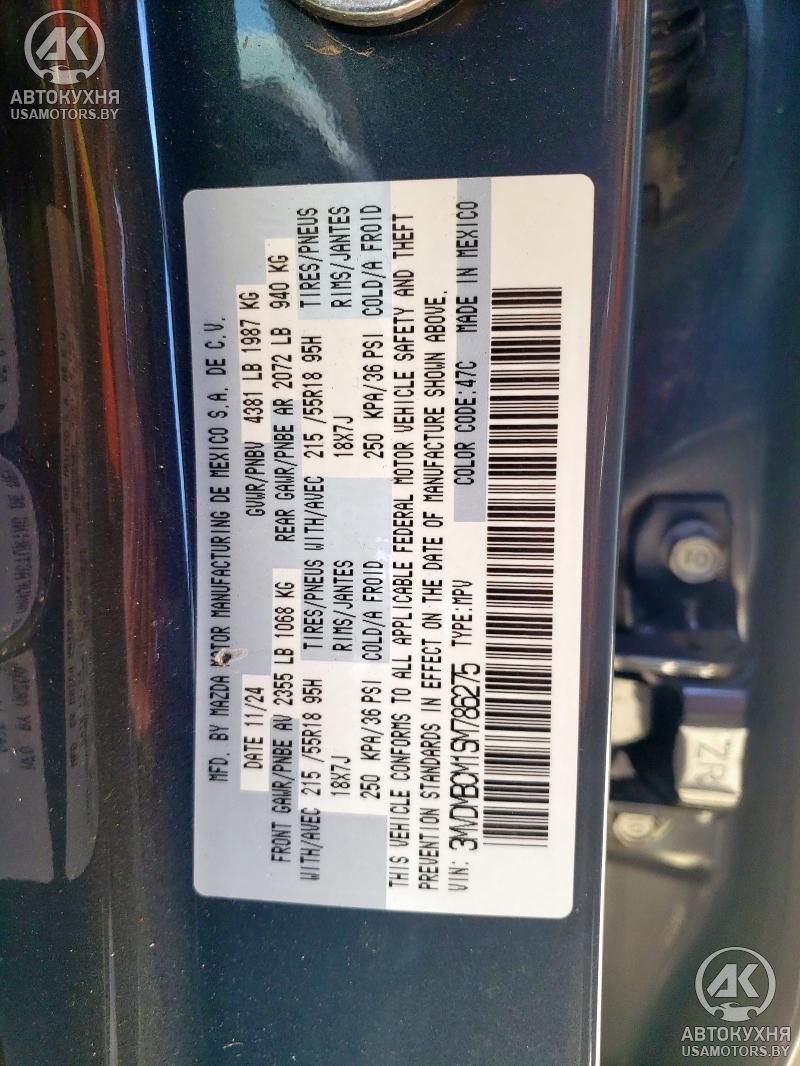 AK
АВТОКУХНЯ
USAMOTORS.BY
MFD. BY MAZDA MOTOR MANUFACTURING DE MEXICO S.A. DE C.V.
DATE 11/24 GVWR/PNBV 4381 LB 1987 KG
FRONT GAWR/PNBE AV 2355 LB 1068 KG REAR GAWR/PNBE AR 2072 LB 940 KG
WITH/AVEC 215 /55R18 95H TIRES/PNEUS WITH/AVEC 215 /55R18 95H TIRES/PNEUS
18X7J RIMS/JANTES 18X7J RIMS/JANTES
250 KPA/36 PSI COLD/A FROID 250 KPA/36 PSI COLD/A FROID
THIS VEHICLE CONFORMS TO ALL APPLICABLE FEDERAL MOTOR VEHICLE SAFETY AND THEFT
PREVENTION STANDARDS IN EFFECT ON THE DATE OF MANUFACTURE SHOWN ABOVE.
VIN: 3MVDMBCM1SM786275 TYPE:MPV COLOR CODE:47C MADE IN MEXICO
ZR
AK
АВТОКУХНЯ
USAMOTORS.BY